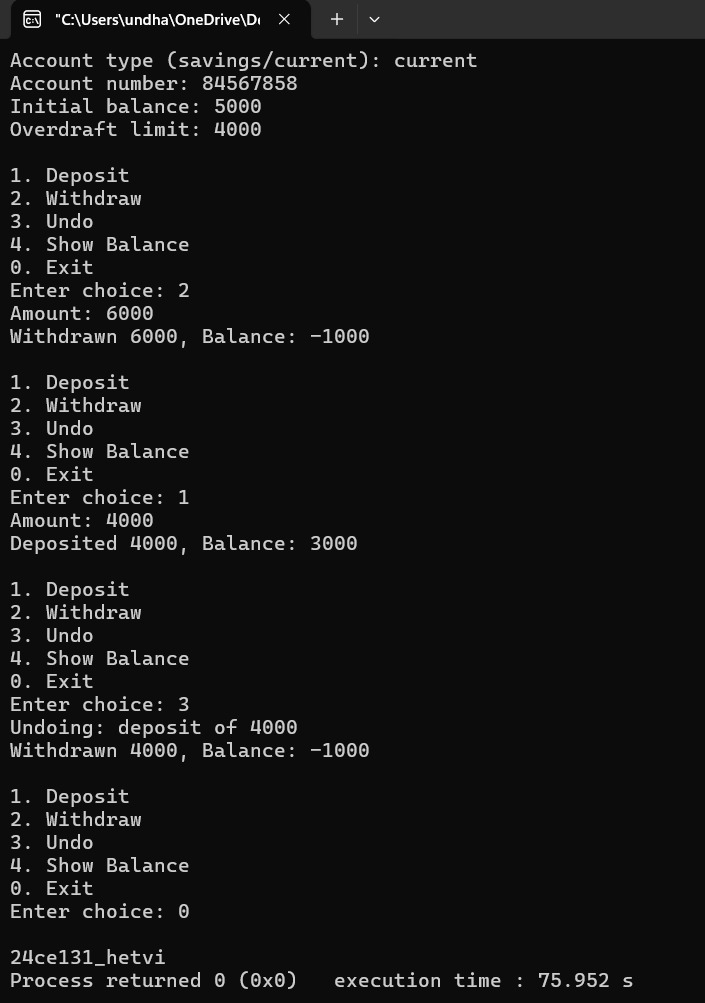 "C:\Users\undha\OneDrive\De
Account type (savings/current): current
Account number: 84567858
Initial balance: 5000
Overdraft limit: 4000
1. Deposit
2. Withdraw
3. Undo
4. Show Balance
0. Exit
Enter choice: 2
Amount: 6000
Withdrawn 6000, Balance: -1000
1. Deposit
2. Withdraw
3. Undo
4. Show Balance
0. Exit
Enter choice: 1
Amount: 4000
Deposited 4000, Balance: 3000
1. Deposit
2. Withdraw
3. Undo
4. Show Balance
0. Exit
Enter choice: 3
Undoing: deposit of 4000
Withdrawn 4000, Balance: -1000
1. Deposit
2. Withdraw
3. Undo
4. Show Balance
0. Exit
Enter choice: 0
24ce131_hetvi
Process returned 0 (0x0)   execution time : 75.952 s